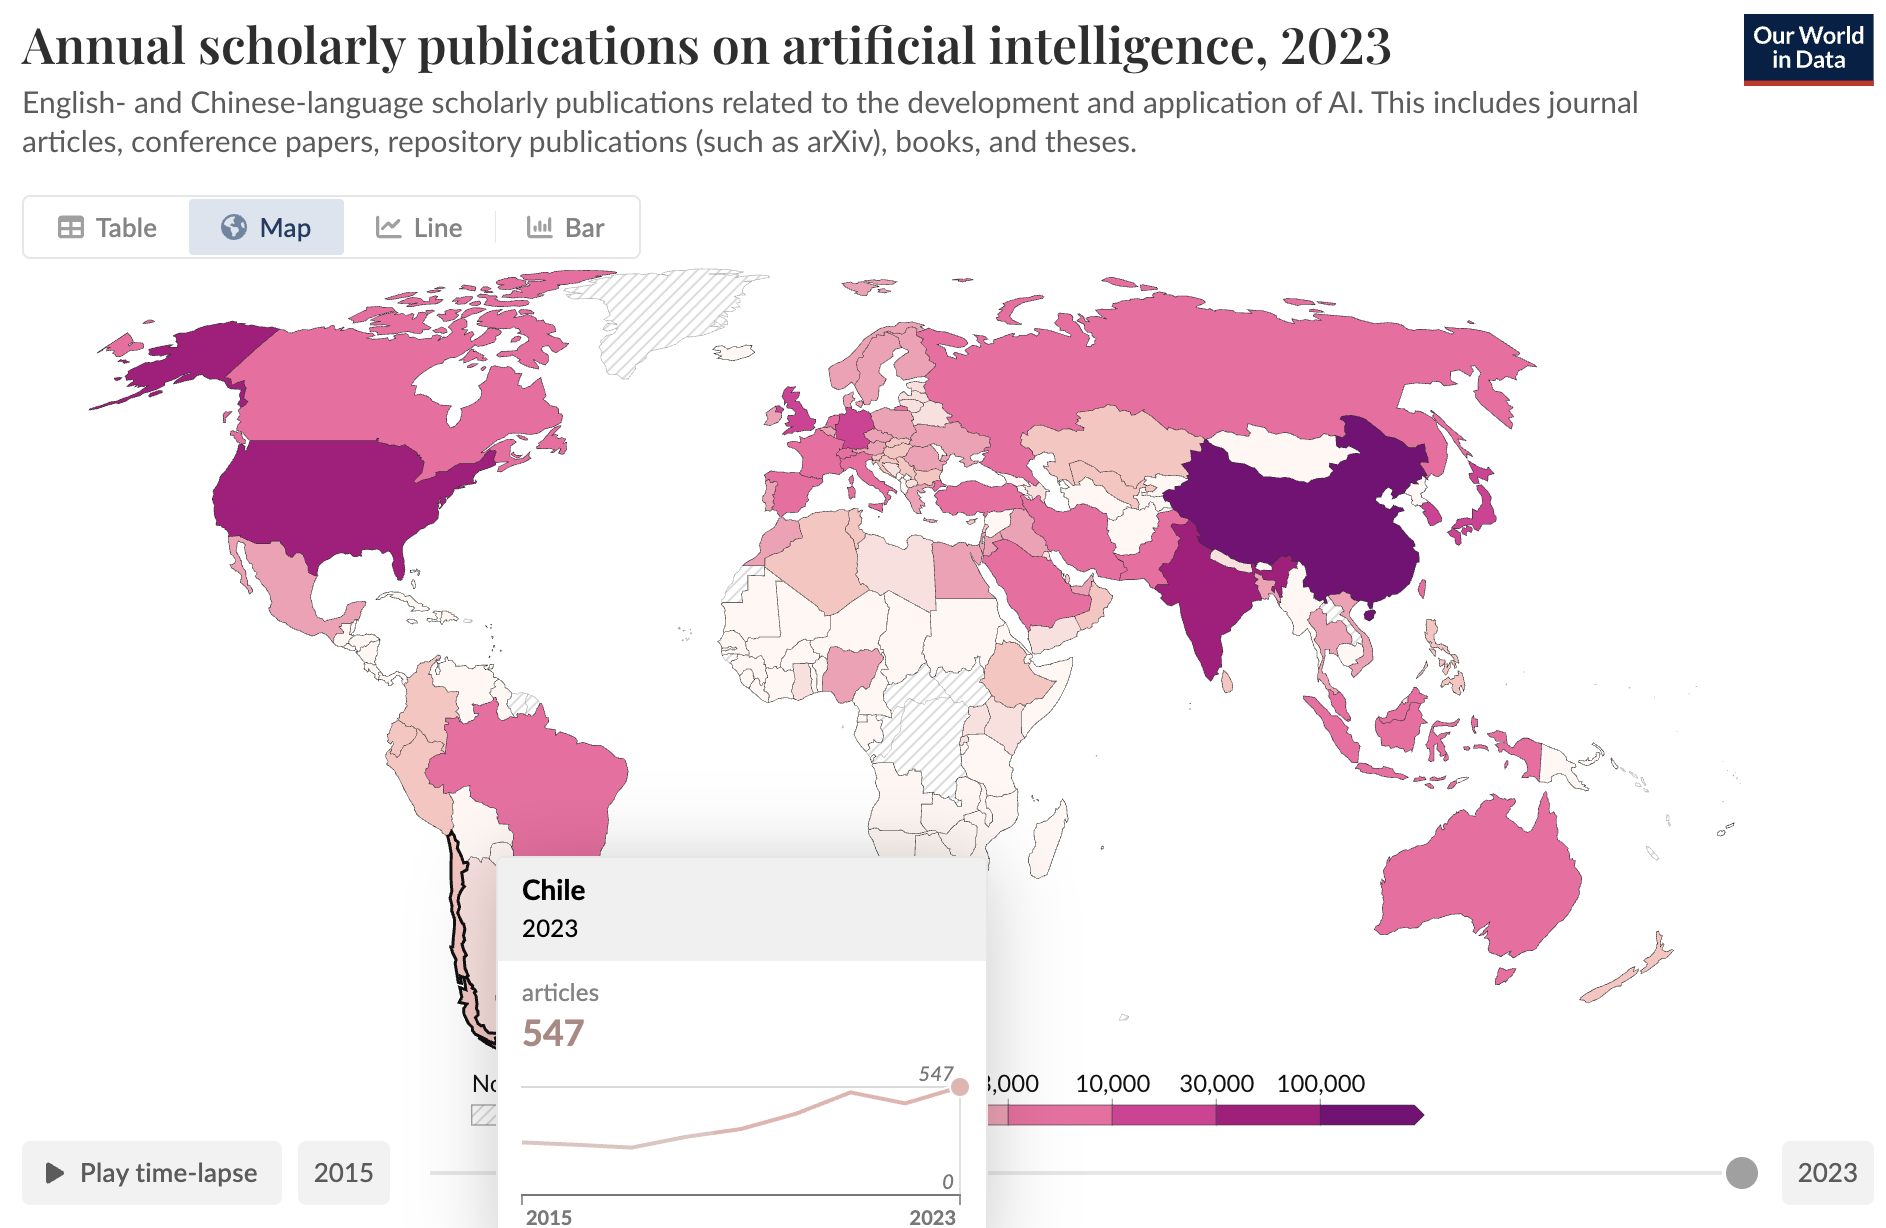 Annual scholarly publications on artificial intelligence, 2023
Our World
in Data
English- and Chinese-language scholarly publications related to the development and application of AI. This includes journal
articles, conference papers, repository publications (such as arXiv), books, and theses.
Table
Map
Line
Bar
Chile
2023
articles
547
547
0
2015
2023
10,000
30,000
100,000
Play time-lapse
2015
2023